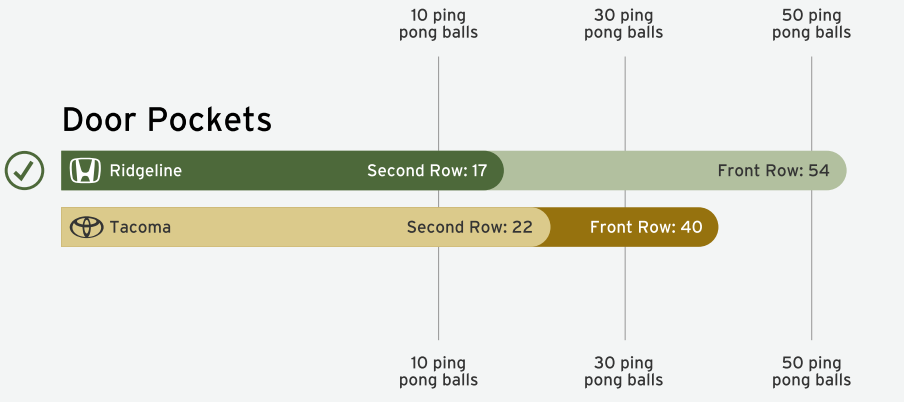 10 ping
pong balls
30 ping
pong balls
50 ping
pong balls
Door Pockets
Ridgeline
Second Row: 17
Front Row: 54
Tacoma
Second Row: 22
Front Row: 40
10 ping
pong balls
30 ping
pong balls
50 ping
pong balls